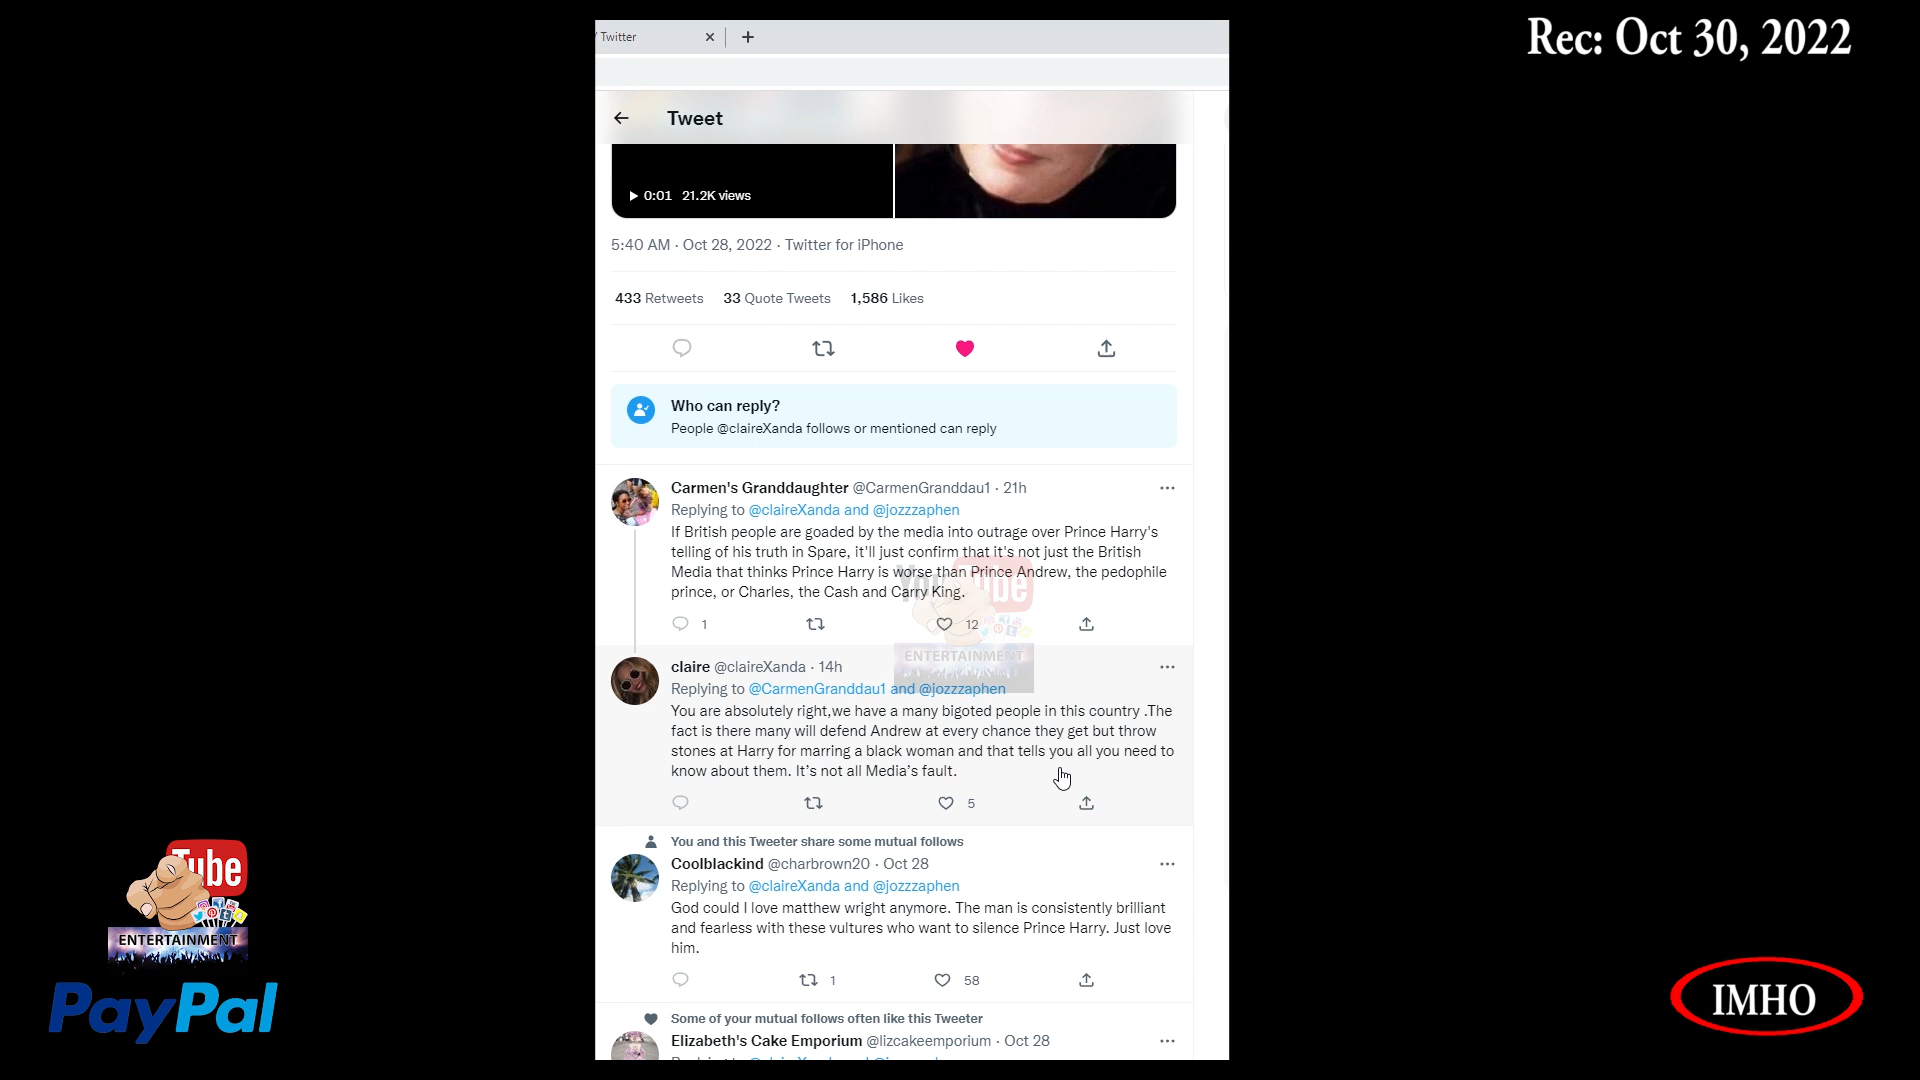 Rec: Oct 30, 2022
/ Twitter
Tweet
0:01 21.2K views
5:40 AM · Oct 28, 2022 · Twitter for iPhone
433 Retweets 33 Quote Tweets 1,586 Likes
Who can reply?
People @claireXanda follows or mentioned can reply
Carmen's Granddaughter @CarmenGranddau1 · 21h
Replying to @claireXanda and @jozzzaphen
If British people are goaded by the media into outrage over Prince Harry's
telling of his truth in Spare, it'll just confirm that it's not just the British
Media that thinks Prince Harry is worse than Prince Andrew, the pedophile
prince, or Charles, the Cash and Carry King.
1 12
YouTube
ENTERTAINMENT
claire @claireXanda · 14h
Replying to @CarmenGranddau1 and @jozzzaphen
You are absolutely right,we have a many bigoted people in this country .The
fact is there many will defend Andrew at every chance they get but throw
stones at Harry for marring a black woman and that tells you all you need to
know about them. It's not all Media's fault.
5
You and this Tweeter share some mutual follows
Coolblackind @charbrown20 · Oct 28
Replying to @claireXanda and @jozzzaphen
God could I love matthew wright anymore. The man is consistently brilliant
and fearless with these vultures who want to silence Prince Harry. Just love
him.
1 58
Some of your mutual follows often like this Tweeter
Elizabeth's Cake Emporium @lizcakeemporium · Oct 28
Tube
ENTERTAINMENT
PayPal
IMHO